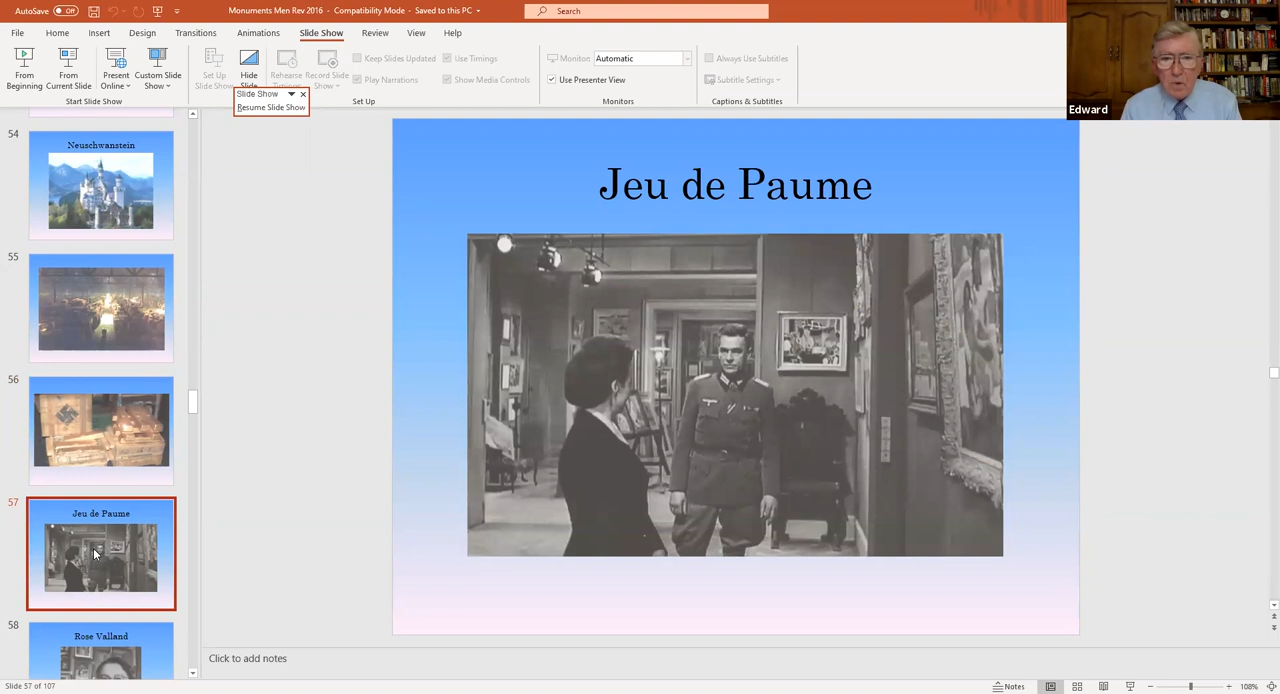 AutoSave Off
Monuments Men Rev 2016 - Compatibility Mode - Saved to this PC
Search
File Home Insert Design Transitions Animations Slide Show Review View Help
From Beginning
From Current Slide
Present Online
Custom Slide Show
Start Slide Show
Set Up Slide Show
Hide Slide
Rehearse
Record Slide Show
Keep Slides Updated
Play Narrations
Use Timings
Show Media Controls
Set Up
Monitor: Automatic
Use Presenter View
Monitors
Always Use Subtitles
Subtitle Settings
Captions & Subtitles
Slide Show
Resume Slide Show
Edward
54
Neuschwanstein
55
56
57
Jeu de Paume
58
Rose Valland
Jeu de Paume
Click to add notes
Slide 57 of 107
Notes
108%